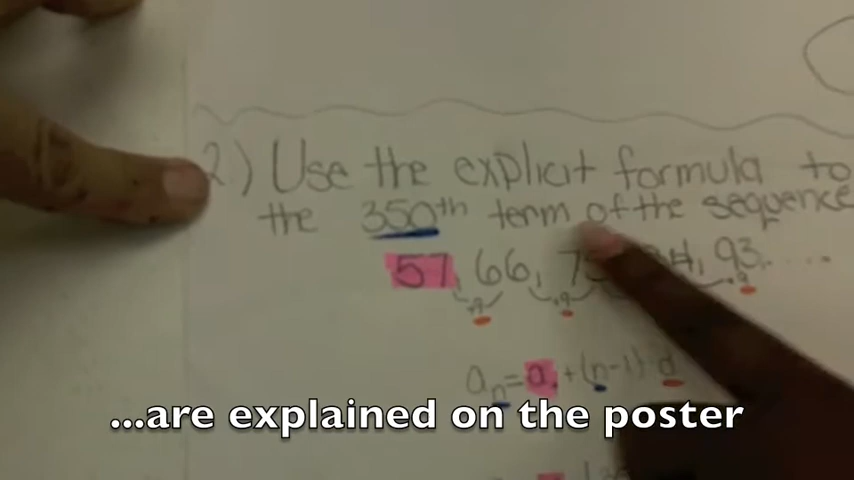 2.) Use the explicit formula to
the 350th term of the sequence
57, 66, 84, 93, .....
+9 +9 +9
an = a1 + (n-1) d
...are explained on the poster